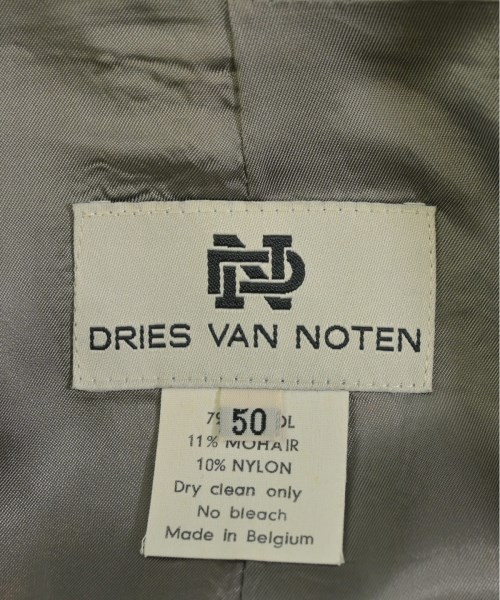 DRIES VAN NOTEN
50
11% MOHAIR
10% NYLON
Dry clean only
No bleach
Made in Belgium